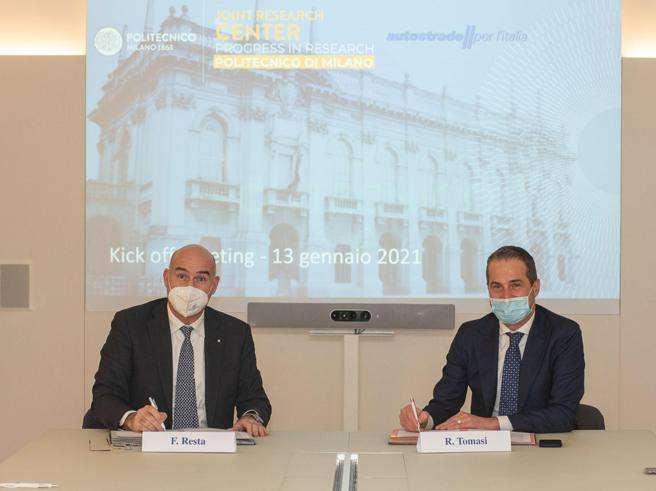 POLITECNICO
MILANO 1863
JOINT RESEARCH
CENTER
PROGRESS IN RESEARCH
POLITECNICO DI MILANO
autostrade//per l'italia
Kick off meeting - 13 gennaio 2021
F. Resta
R. Tomasi